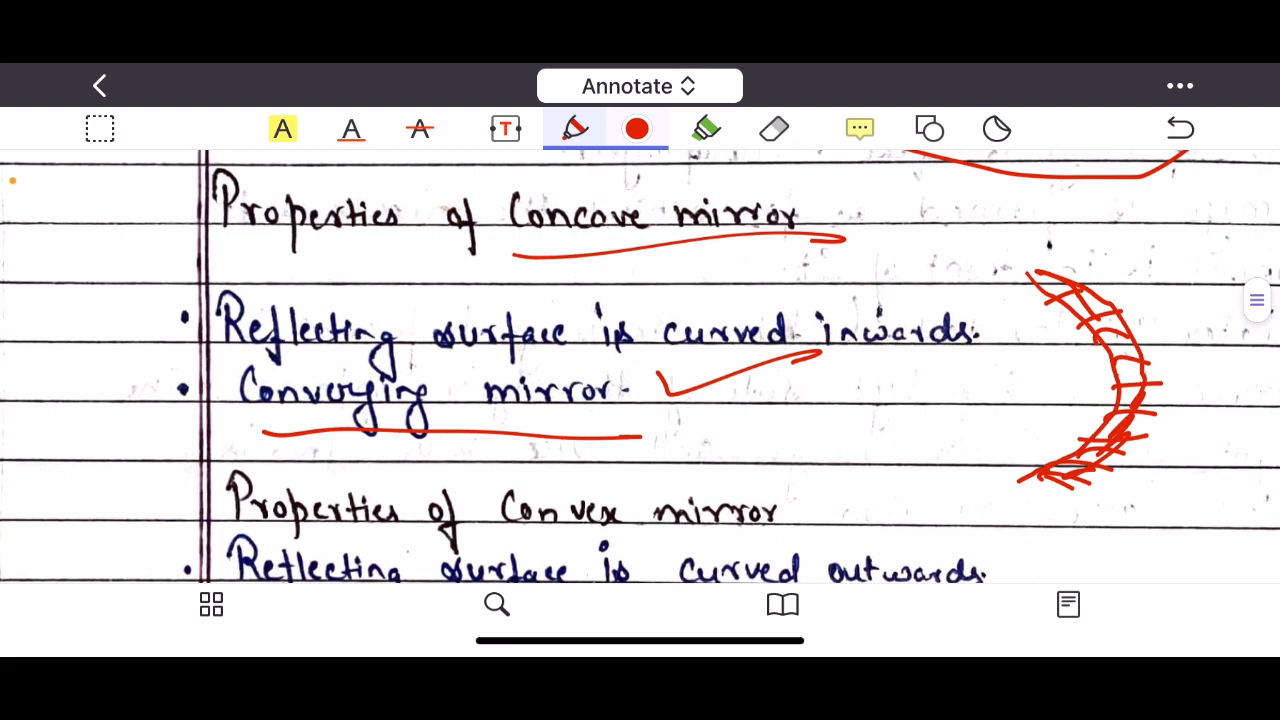 Annotate
A A A T
Properties of Concave mirror
• Reflecting surface is curved inwards.
• Converging mirror.
Properties of Convex mirror
• Reflecting surface is curved outwards.